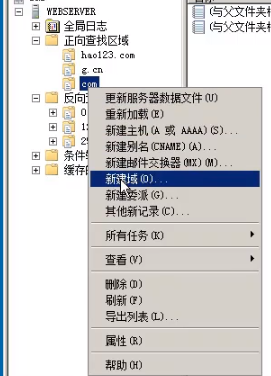 WEBSERVER
全局日志
正向查找区域
hao123.com
g.cn
com
反向
0
12
25
条件
缓存的
(与父文件夹
(与父文件夹
更新服务器数据文件(U)
重新加载(E)
新建主机(A 或 AAAA)(S)...
新建别名(CNAME)(A)...
新建邮件交换器(MX)(M)...
新建域(O)...
新建委派(G)...
其他新记录(C)...
所有任务(K)
查看(V)
删除(D)
刷新(F)
导出列表(L)...
属性(R)
帮助(H)